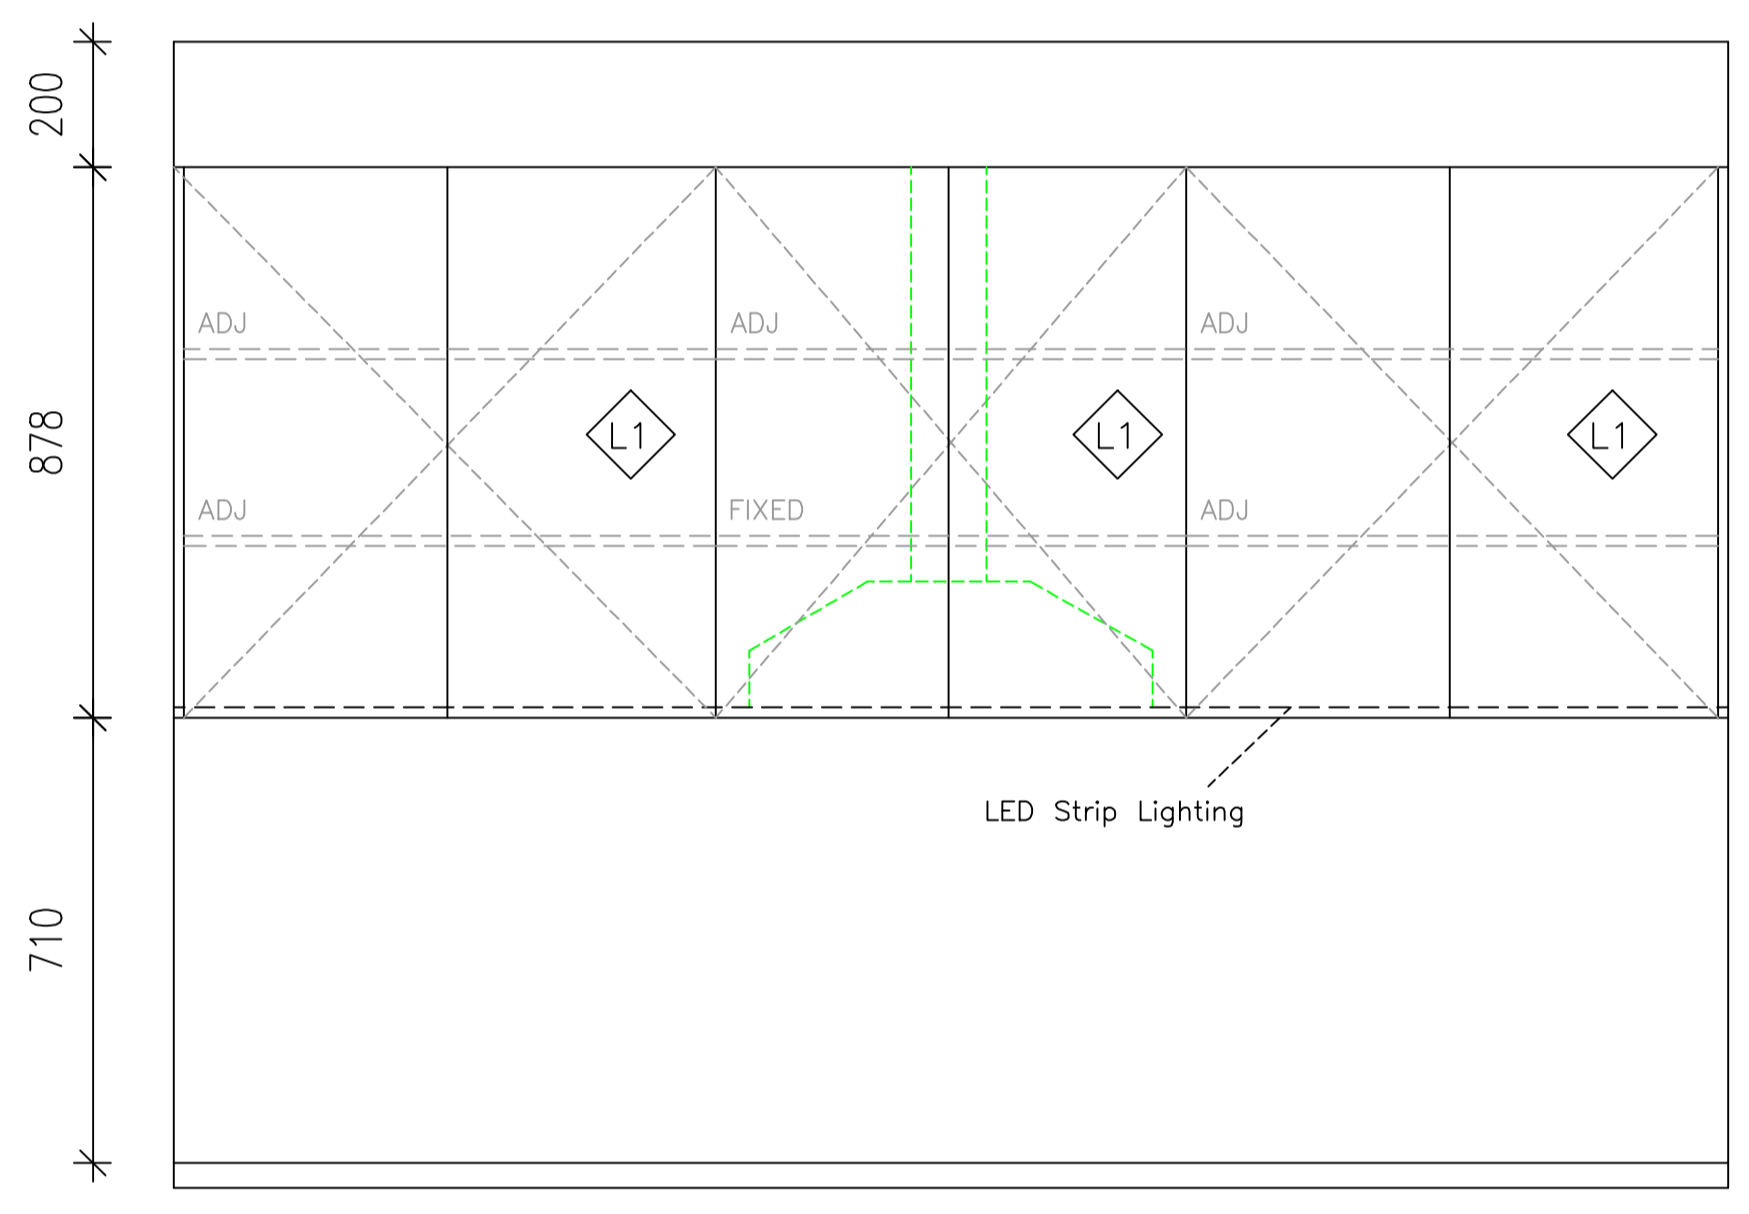 200
ADJ ADJ ADJ
878
L1 L1 L1
ADJ FIXED ADJ
LED Strip Lighting
710